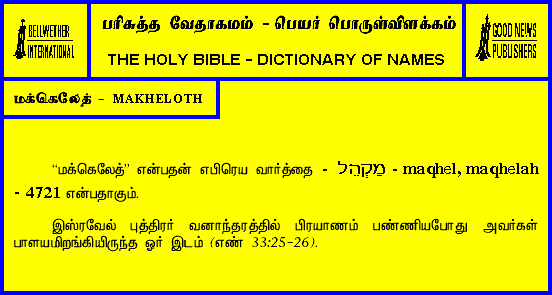 BELLWETHER
INTERNATIONAL
பரிசுத்த வேதாகமம் - பெயர் பொருள்விளக்கம்
THE HOLY BIBLE - DICTIONARY OF NAMES
GOOD NEWS
PUBLISHERS
மக்கெலேத் - MAKHELOTH
“மக்கெலேத்” என்பதன் எபிரெய வார்த்தை - מַקְהֵל - maqhel, maqhelah
- 4721 என்பதாகும்.
இஸ்ரவேல் புத்திரர் வனாந்தரத்தில் பிரயாணம் பண்ணியபோது அவர்கள்
பாளயமிறங்கியிருந்த ஓர் இடம் (எண் 33:25-26).